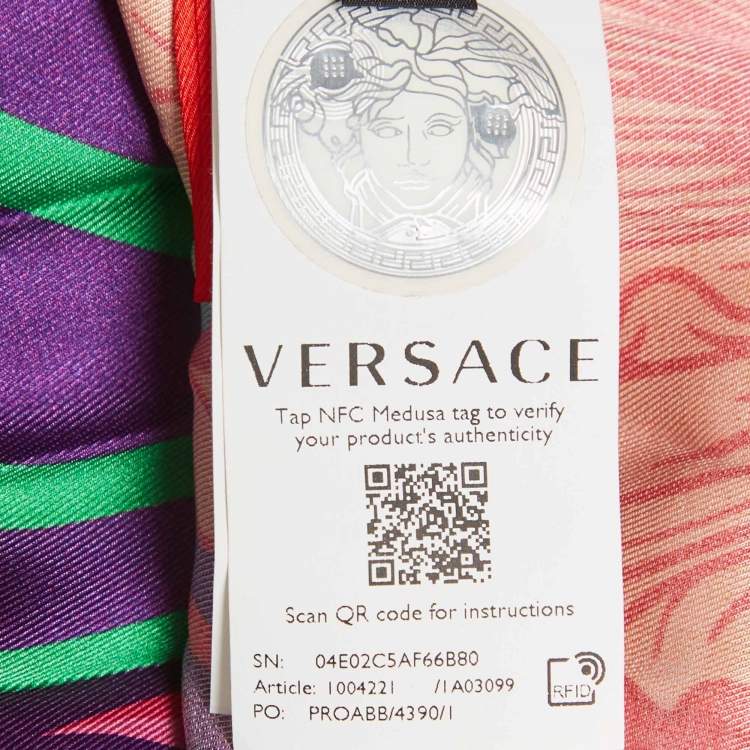 VERSACE
Tap NFC Medusa tag to verify
your product's authenticity
Scan QR code for instructions
SN: 04E02C5AF66B80
Article: 1004221 /1A03099
PO: PROABB/4390/1
RFID